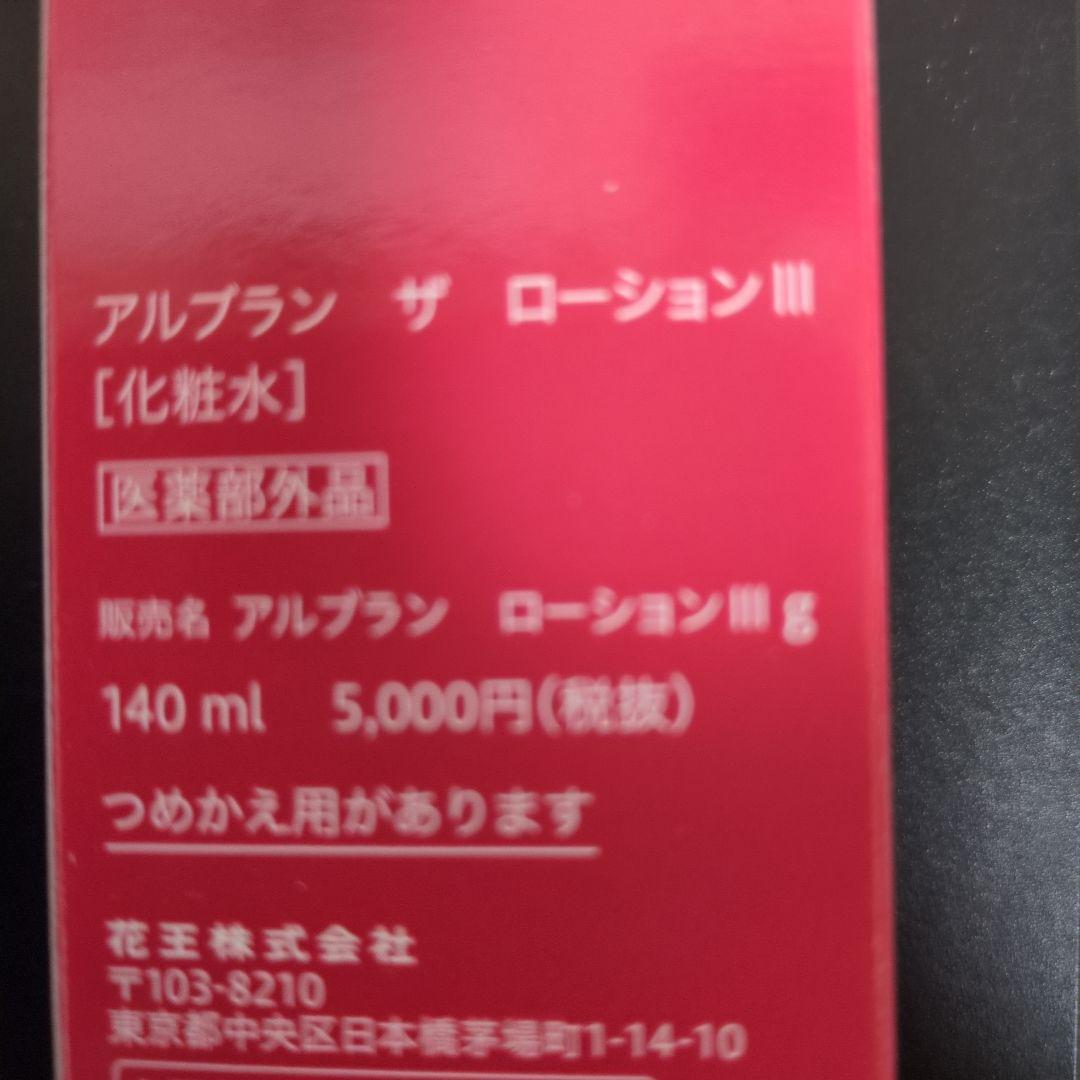 アルブラン ザ ローションⅢ
[化粧水]
医薬部外品
販売名 アルブラン ローションⅢg
140 ml 5,000円(税抜)
つめかえ用があります
花王株式会社
〒103-8210
東京都中央区日本橋茅場町1-14-10